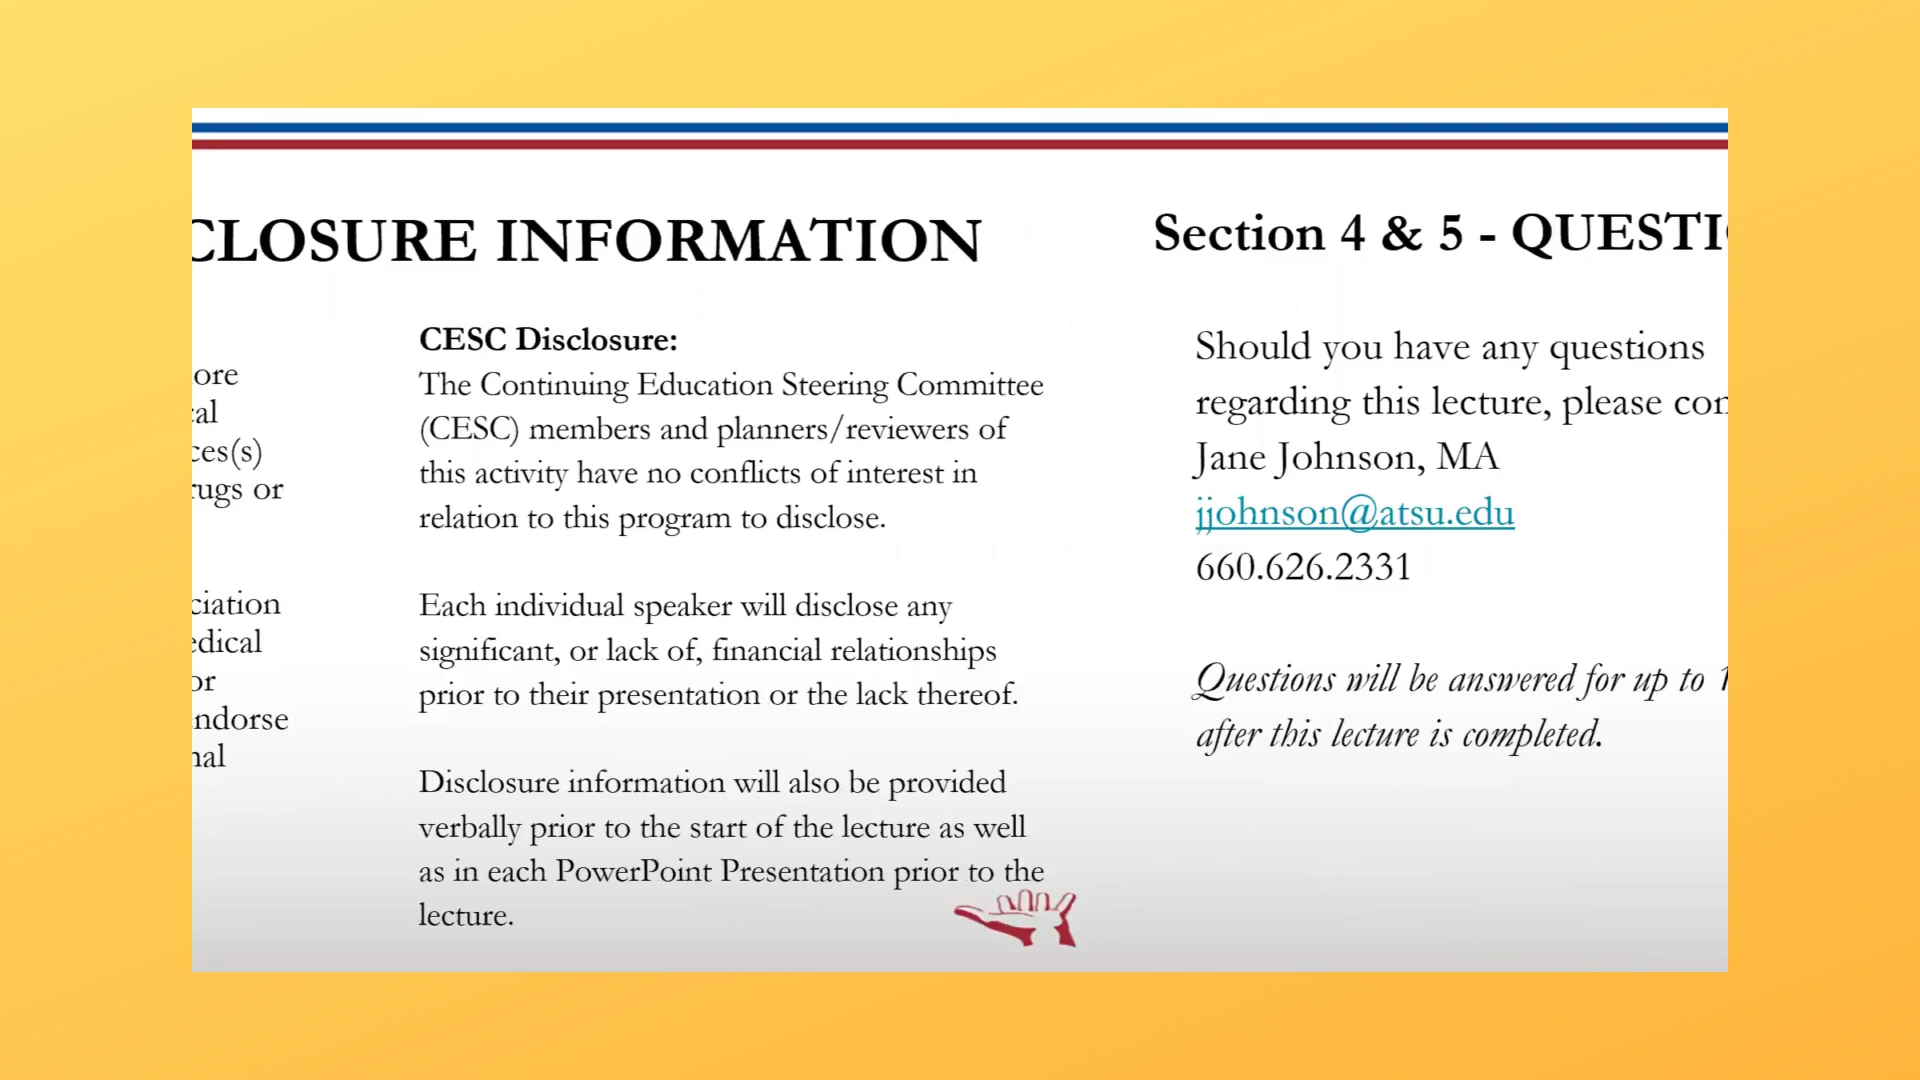 CLOSURE INFORMATION
ore
al
ces(s)
rugs or
ciation
edical
or
ndorse
nal
CESC Disclosure:
The Continuing Education Steering Committee
(CESC) members and planners/reviewers of
this activity have no conflicts of interest in
relation to this program to disclose.
Each individual speaker will disclose any
significant, or lack of, financial relationships
prior to their presentation or the lack thereof.
Disclosure information will also be provided
verbally prior to the start of the lecture as well
as in each PowerPoint Presentation prior to the
lecture.
Section 4 & 5 - QUESTI
Should you have any questions
regarding this lecture, please con
Jane Johnson, MA
jjohnson@atsu.edu
660.626.2331
Questions will be answered for up to 1
after this lecture is completed.